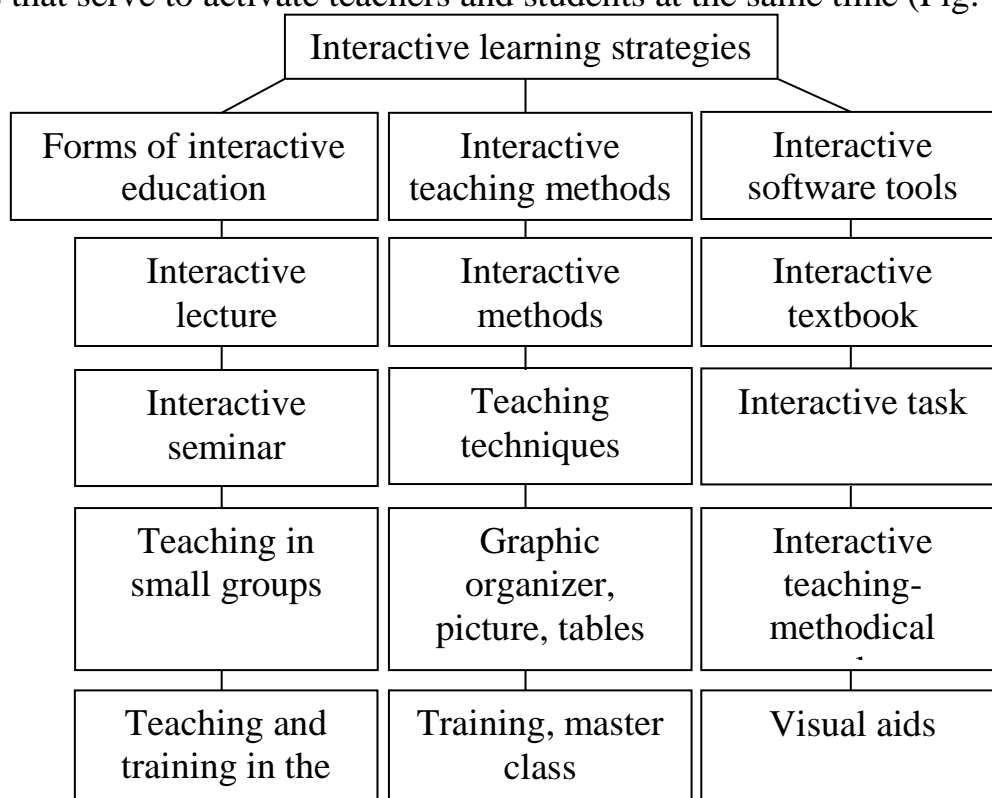 that serve to activate teachers and students at the same time (Fig.
Interactive learning strategies
Forms of interactive
education
Interactive
teaching methods
Interactive
software tools
Interactive
lecture
Interactive
methods
Interactive
textbook
Interactive
seminar
Teaching
techniques
Interactive task
Teaching in
small groups
Graphic
organizer,
picture, tables
Interactive
teaching-
methodical
Teaching and
training in the
Training, master
class
Visual aids